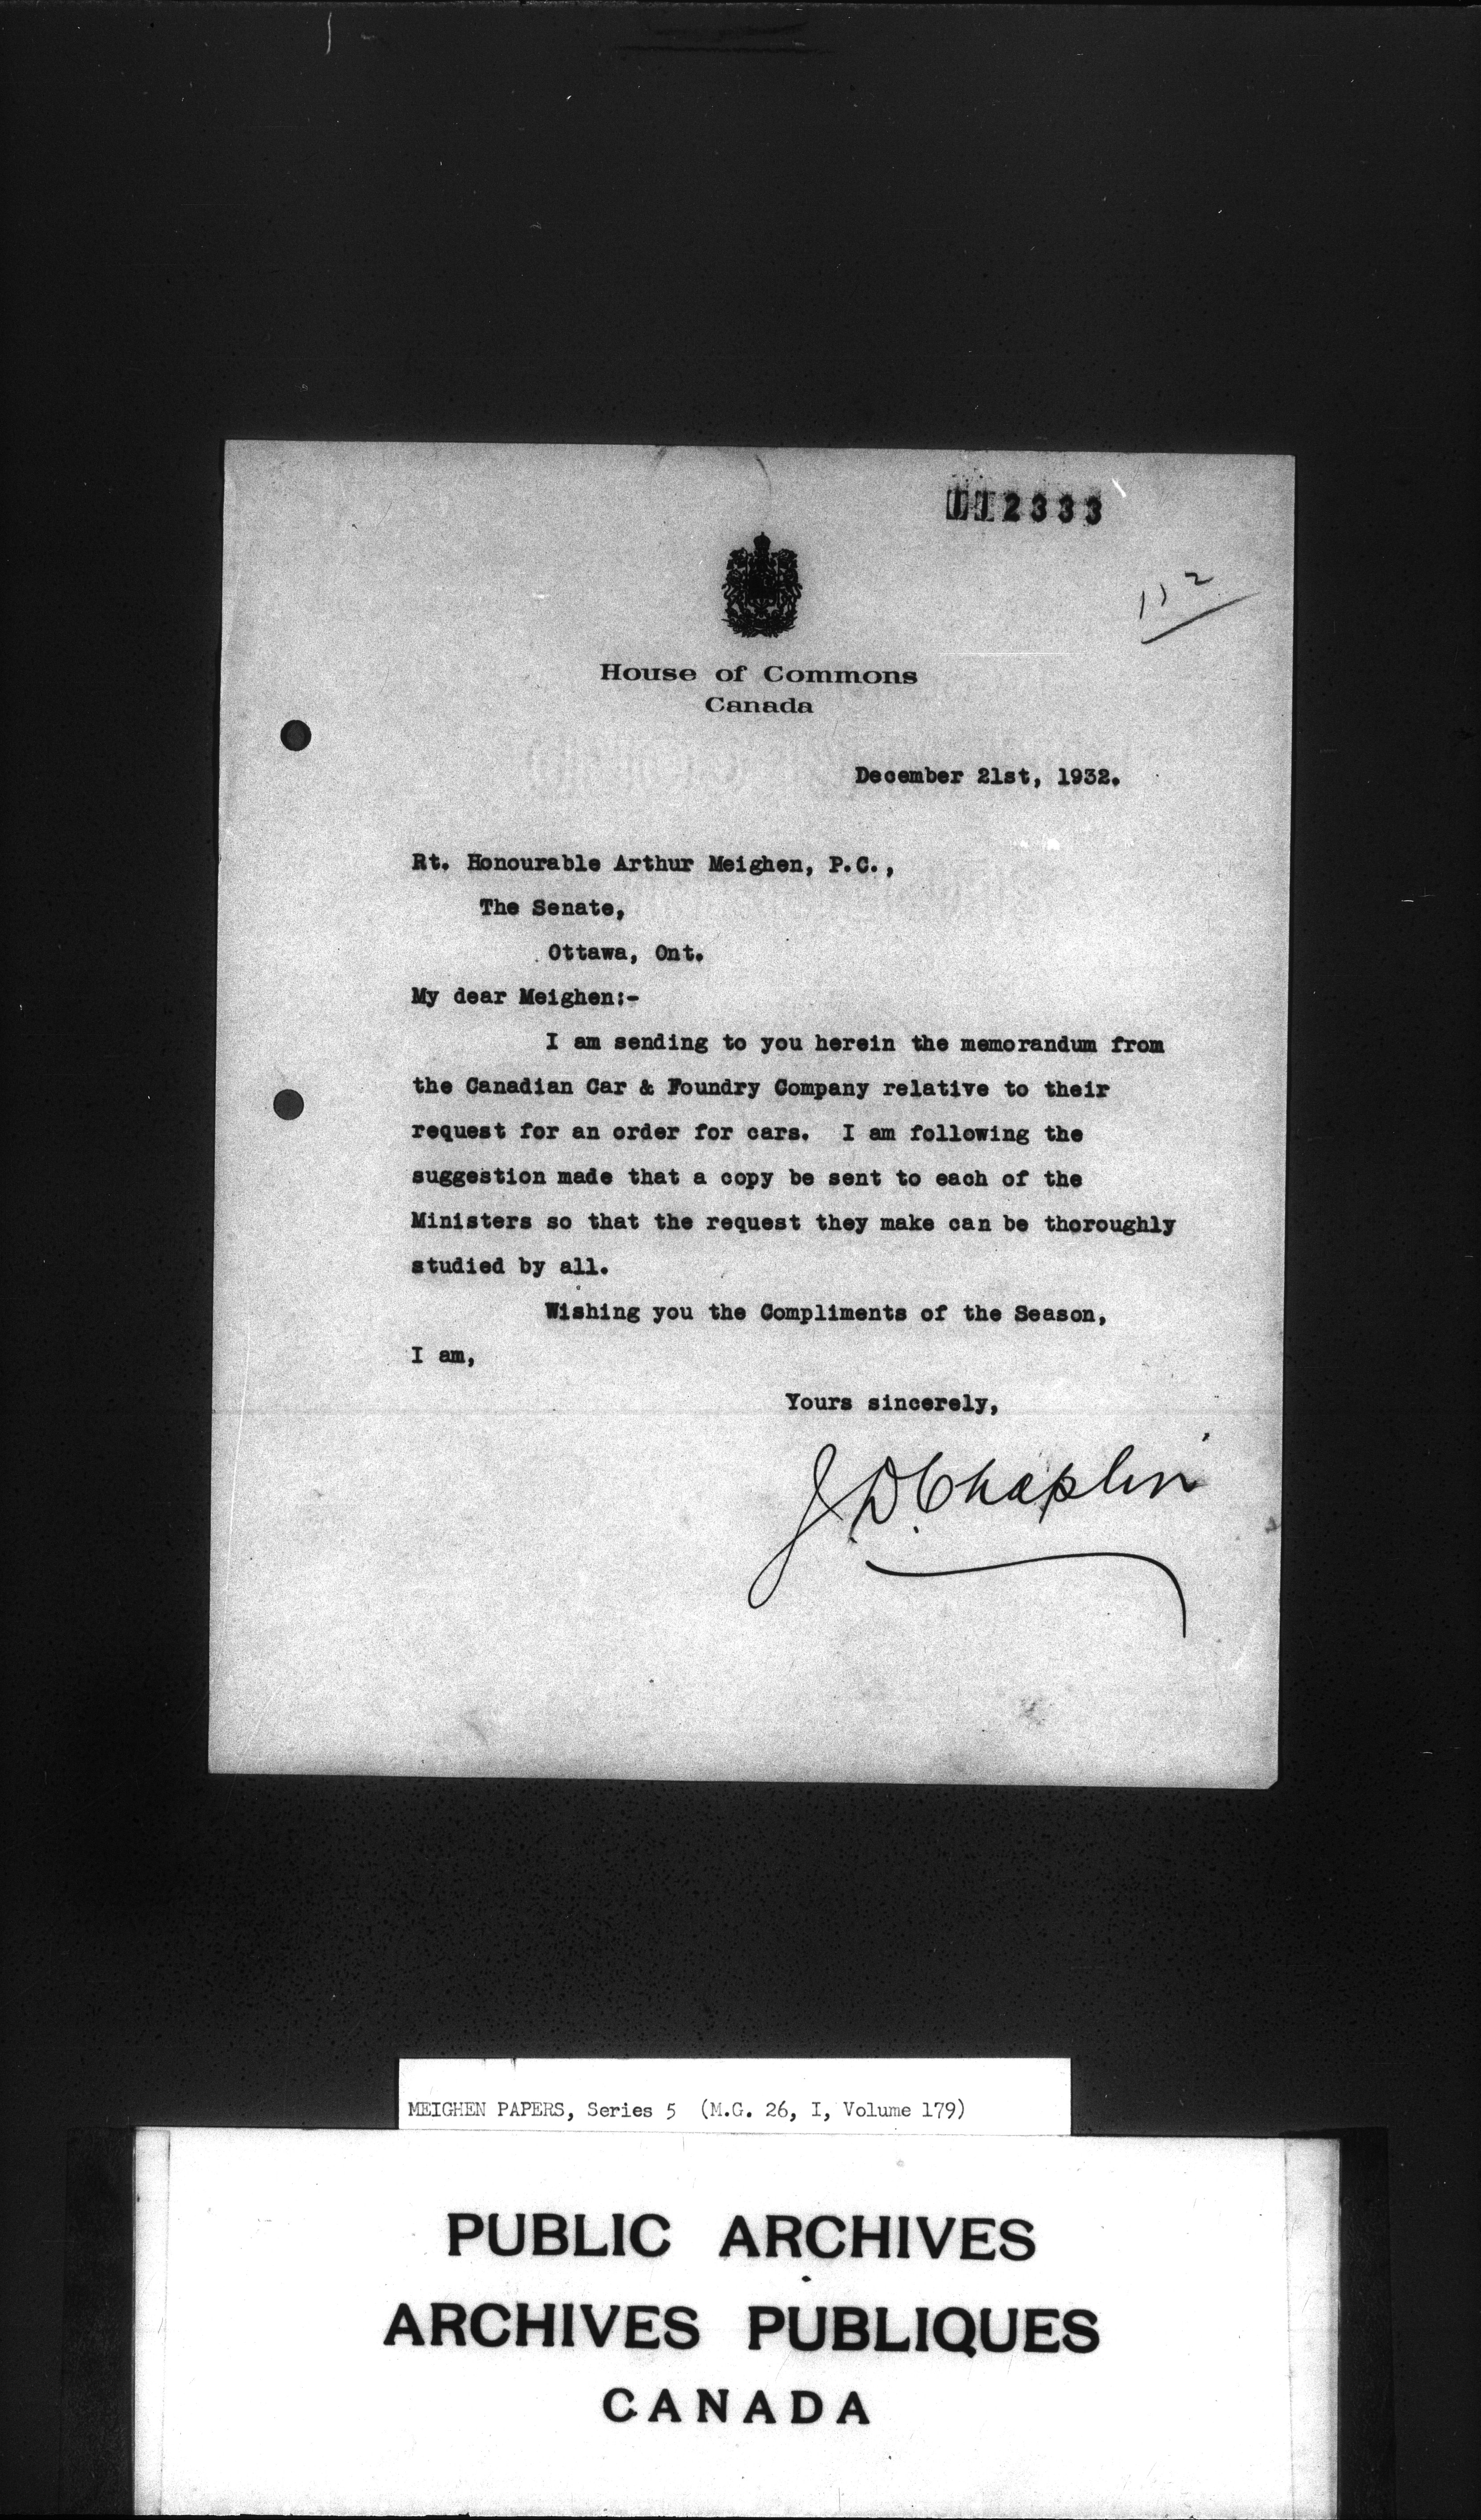 112333
112
House of Commons
Canada
December 21st, 1932.
Rt. Honourable Arthur Meighen, P.C.,
The Senate,
Ottawa, Ont.
My dear Meighen:-
I am sending to you herein the memorandum from
the Canadian Car & Foundry Company relative to their
request for an order for cars. I am following the
suggestion made that a copy be sent to each of the
Ministers so that the request they make can be thoroughly
studied by all.
Wishing you the Compliments of the Season,
I am,
Yours sincerely,
J.D.Chaplin
MEIGHEN PAPERS, Series 5 (M.G. 26, I, Volume 179)
PUBLIC ARCHIVES
ARCHIVES PUBLIQUES
CANADA